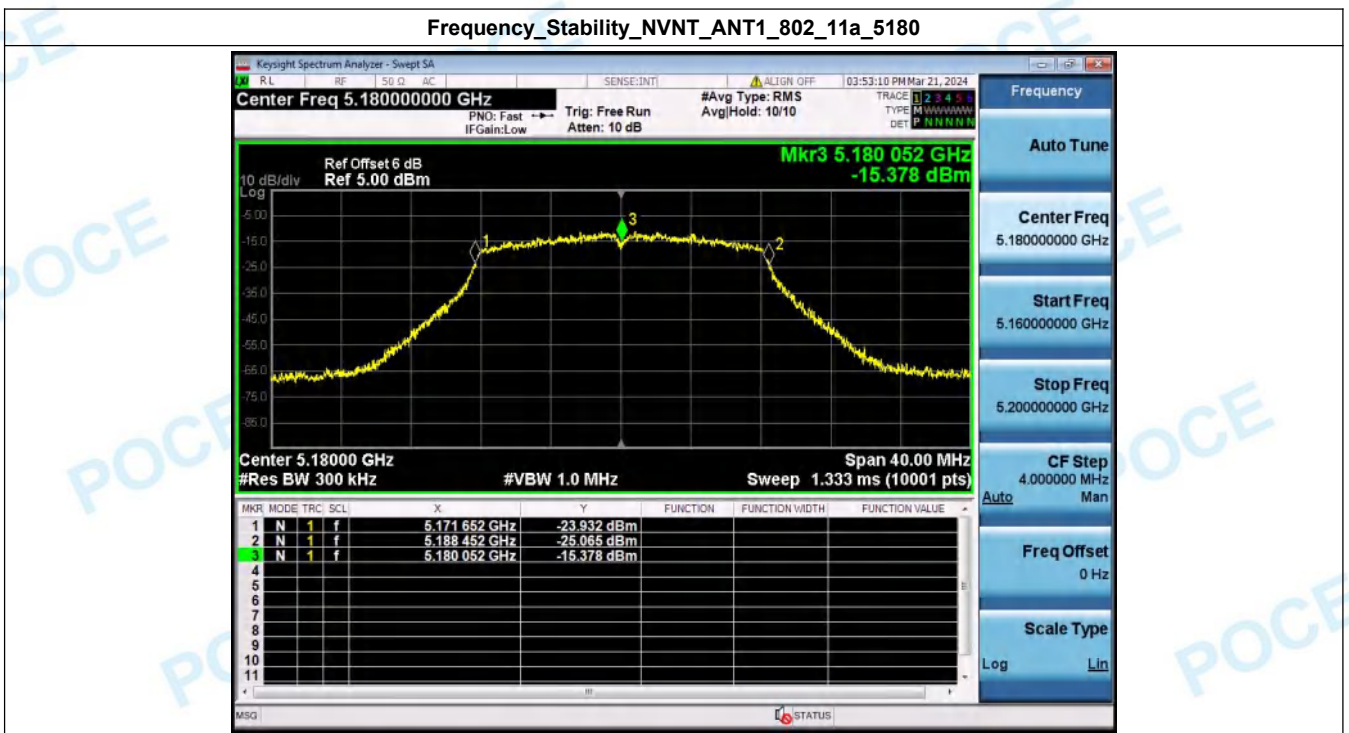 Frequency_Stability_NVNT_ANT1_802_11a_5180
Keysight Spectrum Analyzer - Swept SA
RL RF 50 Ω AC SENSE:INT ALIGN OFF 03:53:10 PM Mar 21, 2024
Center Freq 5.180000000 GHz
PNO: Fast
IFGain:Low
Trig: Free Run
Atten: 10 dB
#Avg Type: RMS
Avg|Hold: 10/10
TRACE 1 2 3 4 5 6
TYPE M WWWWW
DET P NNNNN
Frequency
Auto Tune
Center Freq
5.180000000 GHz
Start Freq
5.160000000 GHz
Stop Freq
5.200000000 GHz
CF Step
4.000000 MHz
Auto Man
Freq Offset
0 Hz
Scale Type
Log Lin
Mkr3 5.180 052 GHz
-15.378 dBm
Ref Offset 6 dB
10 dB/div Ref 5.00 dBm
Log
-5.00
-15.0
-25.0
-35.0
-45.0
-55.0
-65.0
-75.0
-85.0
1
3
2
Center 5.18000 GHz Span 40.00 MHz
#Res BW 300 kHz #VBW 1.0 MHz Sweep 1.333 ms (10001 pts)
MKR MODE TRC SCL X Y FUNCTION FUNCTION WIDTH FUNCTION VALUE
1 N 1 f 5.171 652 GHz -23.932 dBm
2 N 1 f 5.188 452 GHz -25.065 dBm
3 N 1 f 5.180 052 GHz -15.378 dBm
4
5
6
7
8
9
10
11
MSG STATUS
POCE
POCE
POCE
POCE